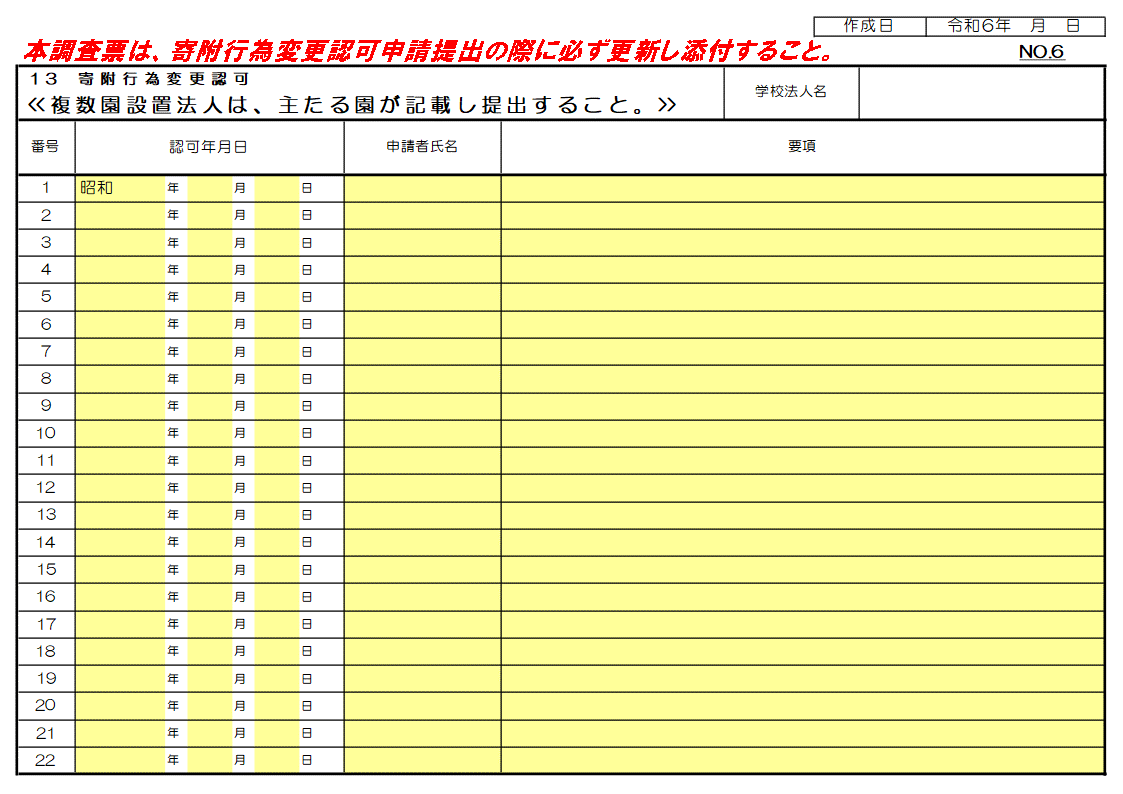 作成日 令和6年 月 日
本調査票は、寄附行為変更認可申請提出の際に必ず更新し添付すること。
NO.6
13 寄附行為変更認可
≪複数園設置法人は、主たる園が記載し提出すること。≫
学校法人名
番号 認可年月日 申請者氏名 要項
1 昭和 年 月 日
2 年 月 日
3 年 月 日
4 年 月 日
5 年 月 日
6 年 月 日
7 年 月 日
8 年 月 日
9 年 月 日
10 年 月 日
11 年 月 日
12 年 月 日
13 年 月 日
14 年 月 日
15 年 月 日
16 年 月 日
17 年 月 日
18 年 月 日
19 年 月 日
20 年 月 日
21 年 月 日
22 年 月 日